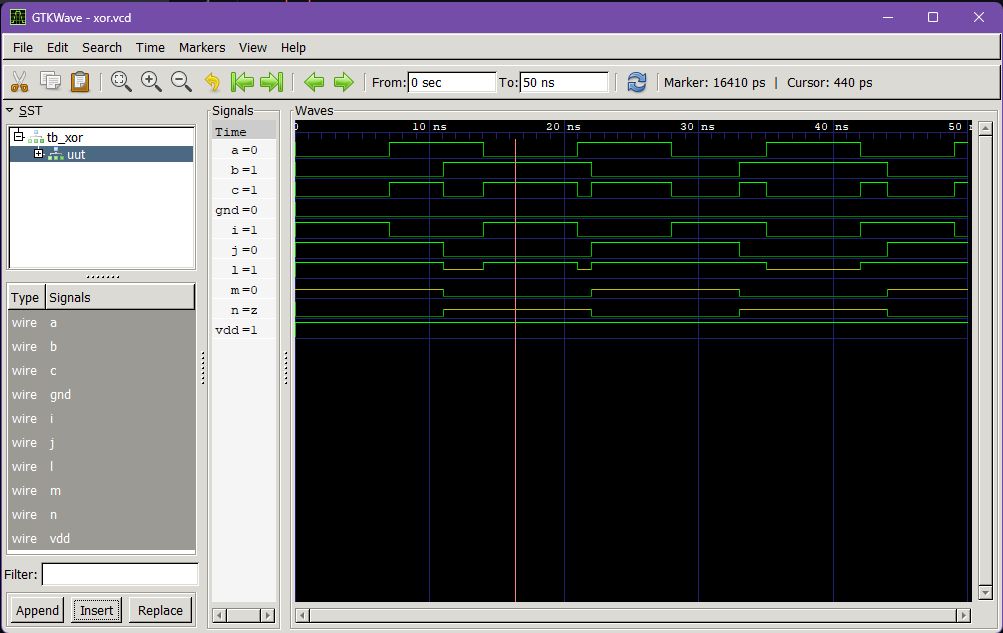 GTKWave - xor.vcd
File Edit Search Time Markers View Help
From: 0 sec To: 50 ns Marker: 16410 ps | Cursor: 440 ps
SST
tb_xor
uut
Type Signals
wire a
wire b
wire c
wire gnd
wire i
wire j
wire l
wire m
wire n
wire vdd
Filter:
Append Insert Replace
Signals
Time
a=0
b=1
c=1
gnd=0
i=1
j=0
l=1
m=0
n=z
vdd=1
Waves
0 10 ns 20 ns 30 ns 40 ns 50 n